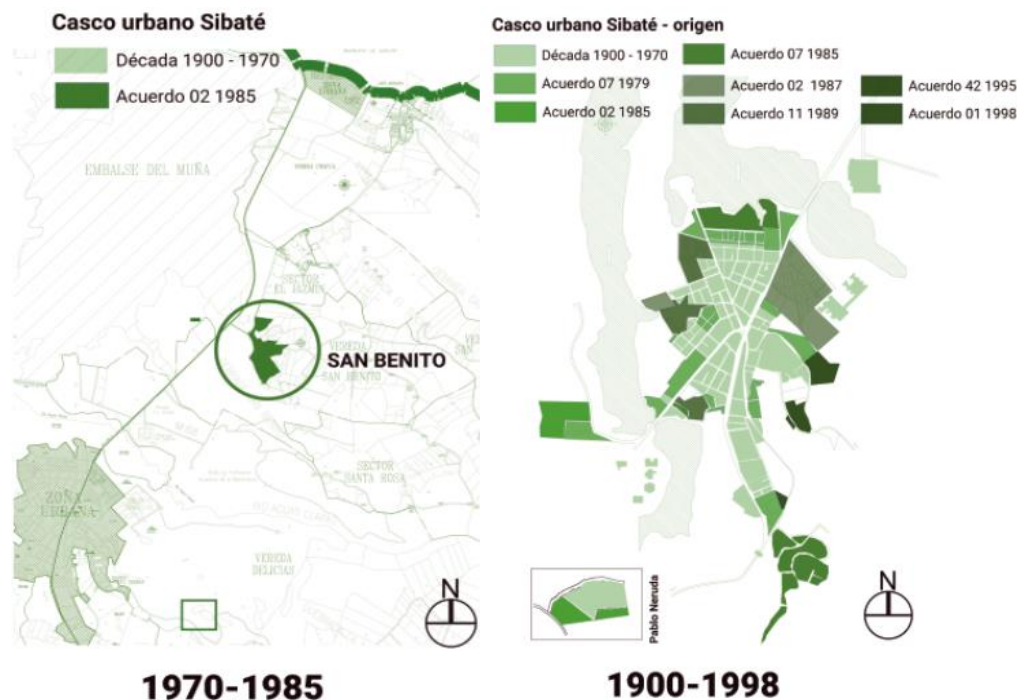 Casco urbano Sibaté
Década 1900 - 1970
Acuerdo 02 1985
EMBALSE DEL MUÑA
SECTOR
EL JAZMIN
SAN BENITO
VEREDA
SAN BENITO
SECTOR
SANTA ROSA
ZONA
URBANA
VEREDA
DELICIAS
N
1970-1985
Casco urbano Sibaté - origen
Década 1900 - 1970
Acuerdo 07 1979
Acuerdo 02 1985
Acuerdo 07 1985
Acuerdo 02 1987
Acuerdo 11 1989
Acuerdo 42 1995
Acuerdo 01 1998
Pablo Neruda
N
1900-1998